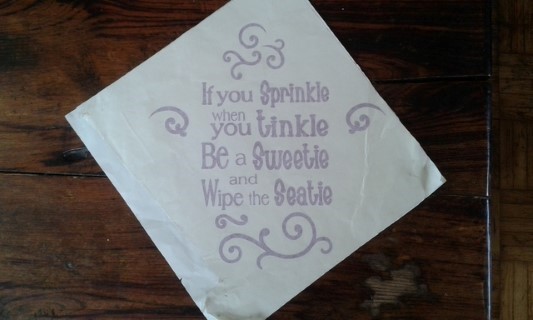 If you Sprinkle
when
you tinkle
Be a Sweetie
and
Wipe the Seatie